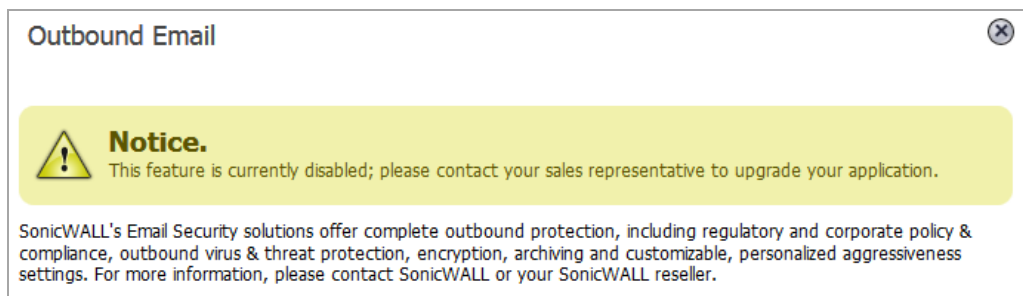 Outbound Email
Notice.
This feature is currently disabled; please contact your sales representative to upgrade your application.
SonicWALL's Email Security solutions offer complete outbound protection, including regulatory and corporate policy &
compliance, outbound virus & threat protection, encryption, archiving and customizable, personalized aggressiveness
settings. For more information, please contact SonicWALL or your SonicWALL reseller.